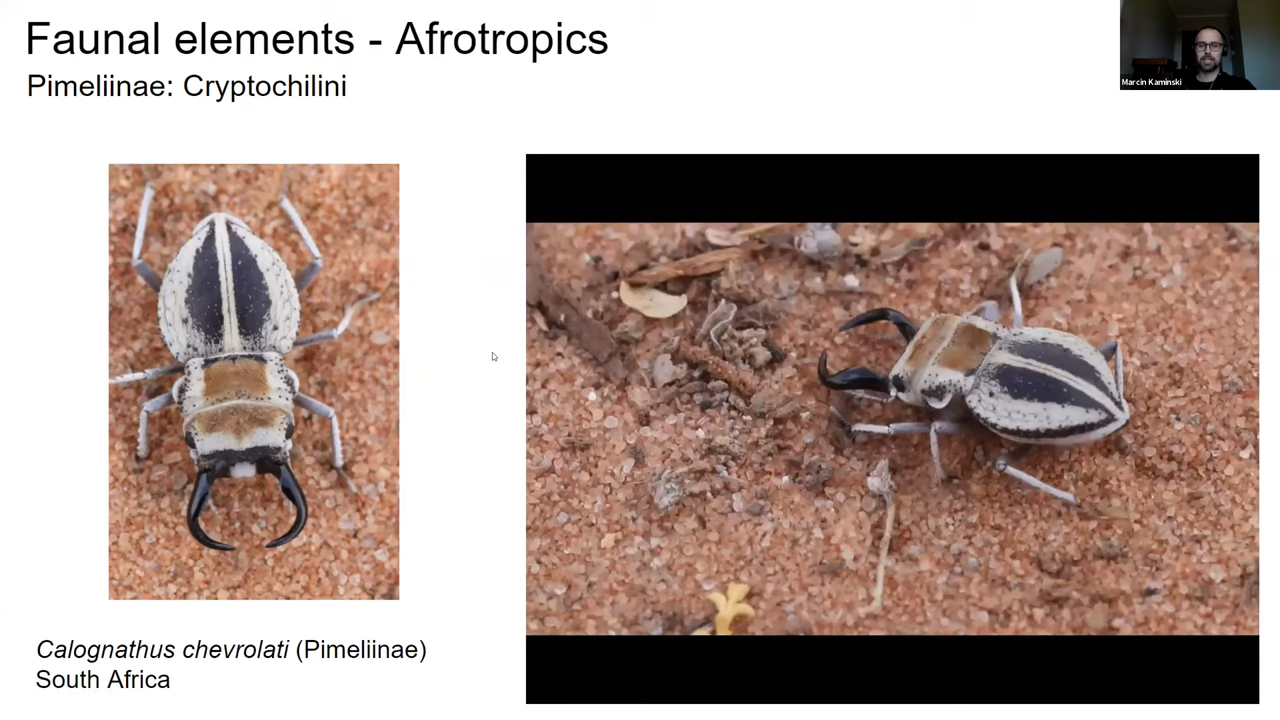 Faunal elements - Afrotropics
Pimeliinae: Cryptochilini
Marcin Kaminski
Calognathus chevrolati (Pimeliinae)
South Africa